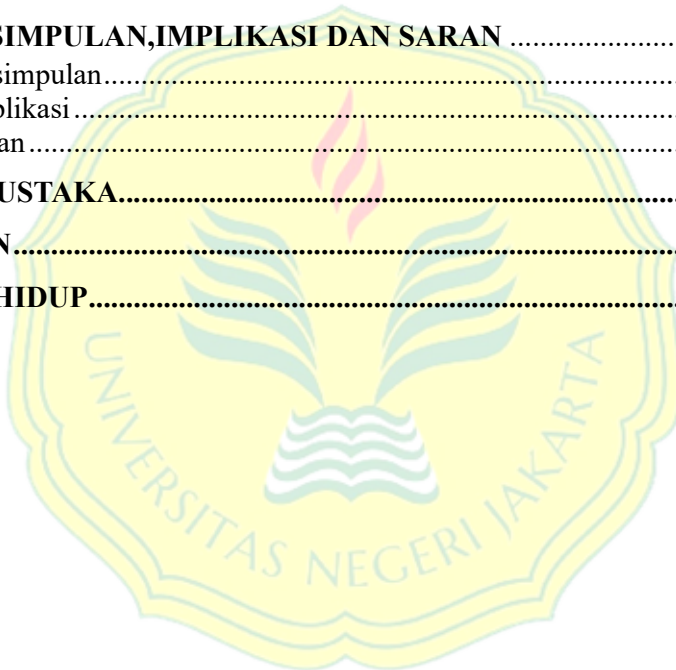 SIMPULAN,IMPLIKASI DAN SARAN ....................
simpulan....................
plikasi....................
an....................
USTAKA....................
N....................
HIDUP....................
UNIVERSITAS NEGERI JAKARTA